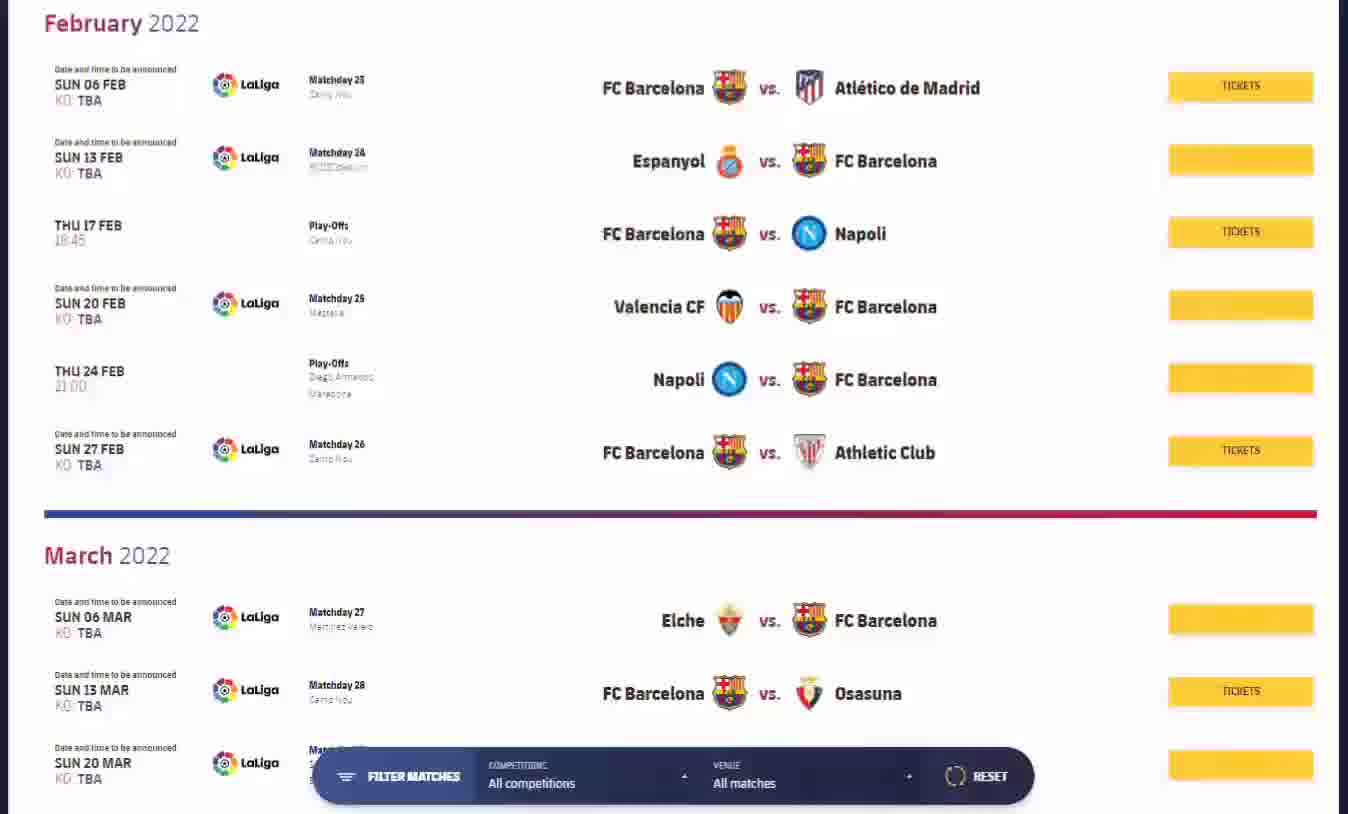 February 2022
Date and time to be announced
SUN 06 FEB
KO: TBA
LaLiga
Matchday 23
Camp Nou
FC Barcelona vs. Atlético de Madrid
TICKETS
Date and time to be announced
SUN 13 FEB
KO: TBA
LaLiga
Matchday 24
Espanyol vs. FC Barcelona
THU 17 FEB
18:45
Play-Offs
Camp Nou
FC Barcelona vs. Napoli
TICKETS
Date and time to be announced
SUN 20 FEB
KO: TBA
LaLiga
Matchday 25
Mestalla
Valencia CF vs. FC Barcelona
THU 24 FEB
21:00
Play-Offs
Diego Armando
Maradona
Napoli vs. FC Barcelona
Date and time to be announced
SUN 27 FEB
KO: TBA
LaLiga
Matchday 26
Camp Nou
FC Barcelona vs. Athletic Club
TICKETS
March 2022
Date and time to be announced
SUN 06 MAR
KO: TBA
LaLiga
Matchday 27
Martínez Valero
Elche vs. FC Barcelona
Date and time to be announced
SUN 13 MAR
KO: TBA
LaLiga
Matchday 28
Camp Nou
FC Barcelona vs. Osasuna
TICKETS
Date and time to be announced
SUN 20 MAR
KO: TBA
LaLiga
FILTER MATCHES
COMPETITIONS
All competitions
VENUE
All matches
RESET